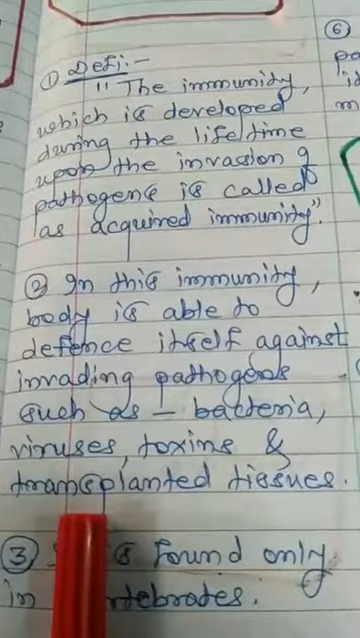 ① Defi:-
"The immunity,
which is developed
during the lifetime
upon the invasion of
pathogens is called
as acquired immunity".
② In this immunity,
body is able to
defence itself against
invading pathogens
such as – bacteria,
viruses, toxins &
transplanted tissues.
③ is found only
in
⑥